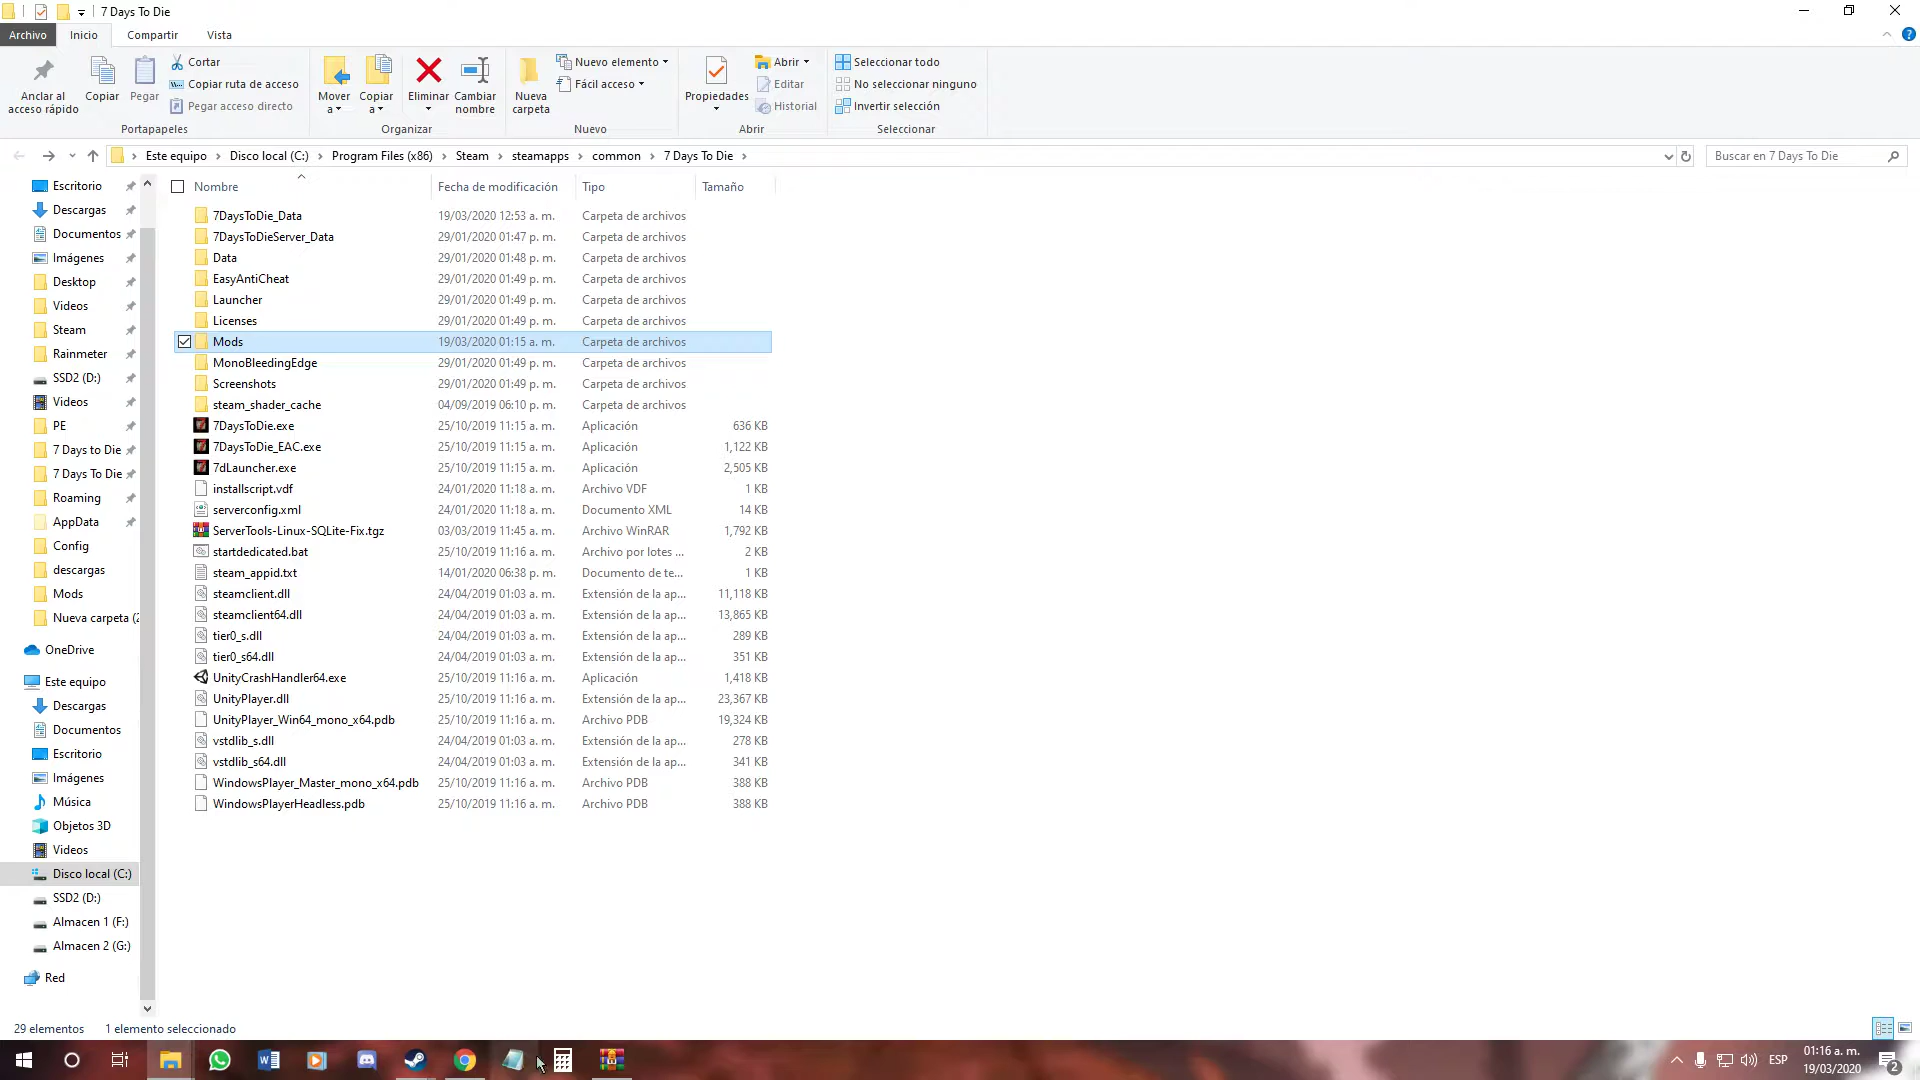 7 Days To Die
Archivo Inicio Compartir Vista
Anclar al acceso rápido
Copiar
Pegar
Cortar
Copiar ruta de acceso
Pegar acceso directo
Portapapeles
Mover a
Copiar a
Eliminar
Cambiar nombre
Organizar
Nueva carpeta
Nuevo elemento
Fácil acceso
Nuevo
Propiedades
Abrir
Editar
Historial
Abrir
Seleccionar todo
No seleccionar ninguno
Invertir selección
Seleccionar
Este equipo > Disco local (C:) > Program Files (x86) > Steam > steamapps > common > 7 Days To Die >
Buscar en 7 Days To Die
Escritorio
Descargas
Documentos
Imágenes
Desktop
Videos
Steam
Rainmeter
SSD2 (D:)
Videos
PE
7 Days to Die
7 Days To Die
Roaming
AppData
Config
descargas
Mods
Nueva carpeta (2
OneDrive
Este equipo
Descargas
Documentos
Escritorio
Imágenes
Música
Objetos 3D
Videos
Disco local (C:)
SSD2 (D:)
Almacen 1 (F:)
Almacen 2 (G:)
Red
Nombre Fecha de modificación Tipo Tamaño
7DaysToDie_Data 19/03/2020 12:53 a. m. Carpeta de archivos
7DaysToDieServer_Data 29/01/2020 01:47 p. m. Carpeta de archivos
Data 29/01/2020 01:48 p. m. Carpeta de archivos
EasyAntiCheat 29/01/2020 01:49 p. m. Carpeta de archivos
Launcher 29/01/2020 01:49 p. m. Carpeta de archivos
Licenses 29/01/2020 01:49 p. m. Carpeta de archivos
Mods 19/03/2020 01:15 a. m. Carpeta de archivos
MonoBleedingEdge 29/01/2020 01:49 p. m. Carpeta de archivos
Screenshots 29/01/2020 01:49 p. m. Carpeta de archivos
steam_shader_cache 04/09/2019 06:10 p. m. Carpeta de archivos
7DaysToDie.exe 25/10/2019 11:15 a. m. Aplicación 636 KB
7DaysToDie_EAC.exe 25/10/2019 11:15 a. m. Aplicación 1,122 KB
7dLauncher.exe 25/10/2019 11:15 a. m. Aplicación 2,505 KB
installscript.vdf 24/01/2020 11:18 a. m. Archivo VDF 1 KB
serverconfig.xml 24/01/2020 11:18 a. m. Documento XML 14 KB
ServerTools-Linux-SQLite-Fix.tgz 03/03/2019 11:45 a. m. Archivo WinRAR 1,792 KB
startdedicated.bat 25/10/2019 11:16 a. m. Archivo por lotes ... 2 KB
steam_appid.txt 14/01/2020 06:38 p. m. Documento de te... 1 KB
steamclient.dll 24/04/2019 01:03 a. m. Extensión de la ap... 11,118 KB
steamclient64.dll 24/04/2019 01:03 a. m. Extensión de la ap... 13,865 KB
tier0_s.dll 24/04/2019 01:03 a. m. Extensión de la ap... 289 KB
tier0_s64.dll 24/04/2019 01:03 a. m. Extensión de la ap... 351 KB
UnityCrashHandler64.exe 25/10/2019 11:16 a. m. Aplicación 1,418 KB
UnityPlayer.dll 25/10/2019 11:16 a. m. Extensión de la ap... 23,367 KB
UnityPlayer_Win64_mono_x64.pdb 25/10/2019 11:16 a. m. Archivo PDB 19,324 KB
vstdlib_s.dll 24/04/2019 01:03 a. m. Extensión de la ap... 278 KB
vstdlib_s64.dll 24/04/2019 01:03 a. m. Extensión de la ap... 341 KB
WindowsPlayer_Master_mono_x64.pdb 25/10/2019 11:16 a. m. Archivo PDB 388 KB
WindowsPlayerHeadless.pdb 25/10/2019 11:16 a. m. Archivo PDB 388 KB
29 elementos 1 elemento seleccionado
ESP
01:16 a. m.
19/03/2020
2